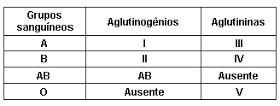 Grupos sanguíneos Aglutinogênios Aglutininas
A I III
B II IV
AB AB Ausente
O Ausente V